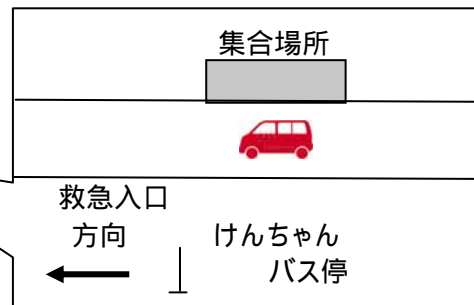 集合場所
救急入口
方向
けんちゃん
バス停